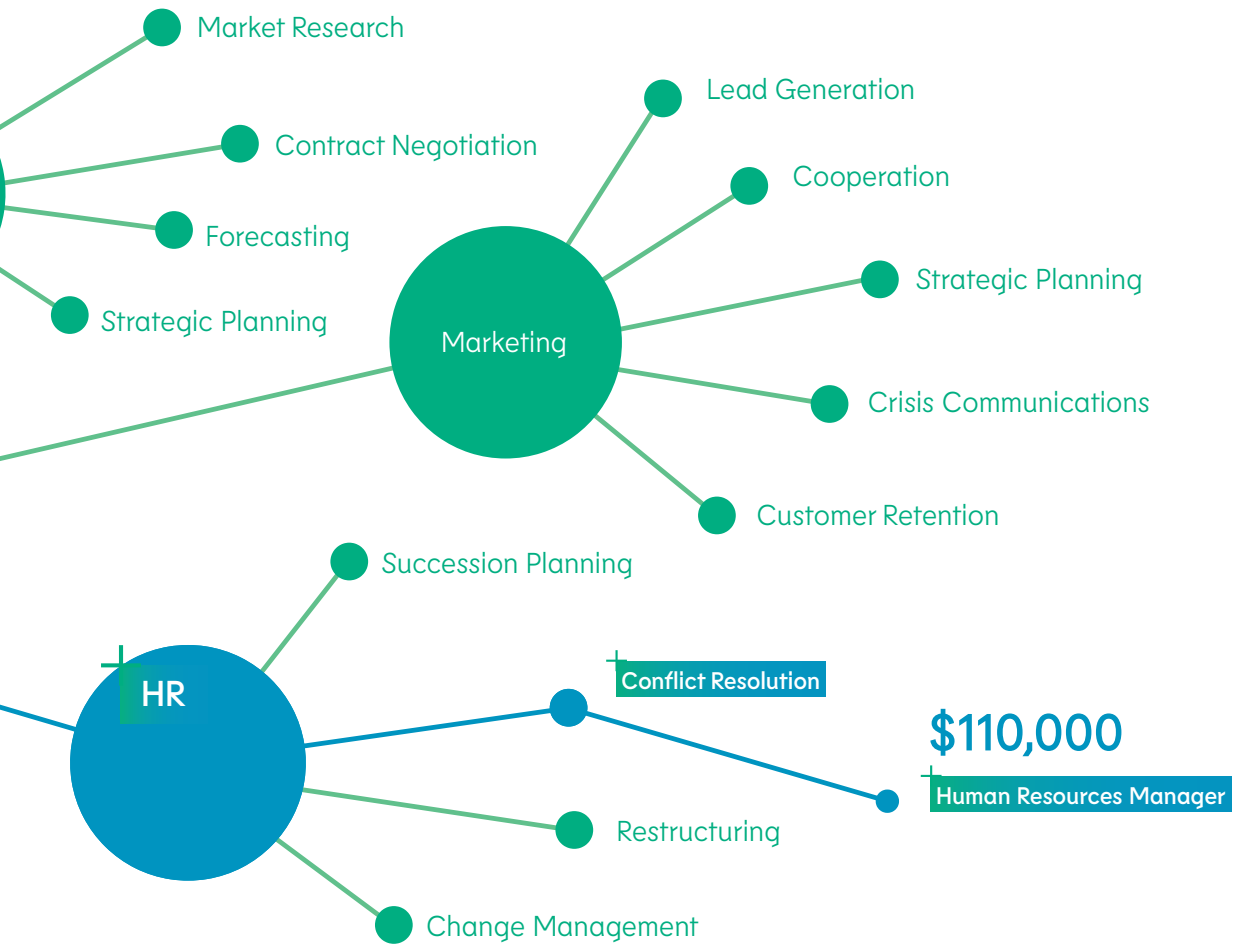 Market Research
Lead Generation
Contract Negotiation
Cooperation
Forecasting
Strategic Planning
Strategic Planning
Marketing
Crisis Communications
Customer Retention
Succession Planning
HR
Conflict Resolution
$110,000
Human Resources Manager
Restructuring
Change Management